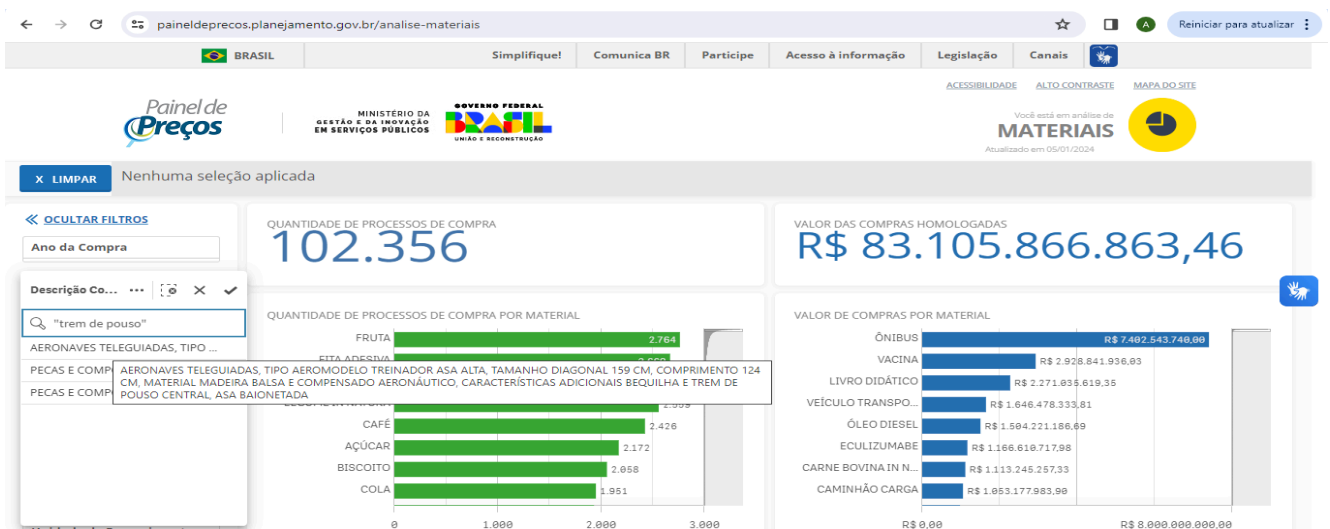 paineldeprecos.planejamento.gov.br/analise-materiais
A
Reiniciar para atualizar
BRASIL
Simplifique!
Comunica BR
Participe
Acesso à informação
Legislação
Canais
ACESSIBILIDADE
ALTO CONTRASTE
MAPA DO SITE
Painel de
Preços
MINISTÉRIO DA
GESTÃO E DA INOVAÇÃO
EM SERVIÇOS PÚBLICOS
GOVERNO FEDERAL
BRASIL
UNIÃO E RECONSTRUÇÃO
Você está em análise de
MATERIAIS
Atualizado em 05/01/2024
X LIMPAR
Nenhuma seleção aplicada
OCULTAR FILTROS
Ano da Compra
Descrição Co...
"trem de pouso"
AERONAVES TELEGUIADAS, TIPO ...
PECAS E COMP
PECAS E COMP
AERONAVES TELEGUIADAS, TIPO AEROMODELO TREINADOR ASA ALTA, TAMANHO DIAGONAL 159 CM, COMPRIMENTO 124
CM, MATERIAL MADEIRA BALSA E COMPENSADO AERONÁUTICO, CARACTERÍSTICAS ADICIONAIS BEQUILHA E TREM DE
POUSO CENTRAL, ASA BAIONETADA
QUANTIDADE DE PROCESSOS DE COMPRA
102.356
VALOR DAS COMPRAS HOMOLOGADAS
R$ 83.105.866.863,46
QUANTIDADE DE PROCESSOS DE COMPRA POR MATERIAL
FRUTA 2.764
FITA ADESIVA
CAFÉ 2.426
AÇÚCAR 2.172
BISCOITO 2.058
COLA 1.951
0 1.000 2.000 3.000
VALOR DE COMPRAS POR MATERIAL
ÔNIBUS R$ 7.402.543.740,00
VACINA R$ 2.928.841.936,03
LIVRO DIDÁTICO R$ 2.271.035.619,35
VEÍCULO TRANSPO... R$ 1.646.478.333,81
ÓLEO DIESEL R$ 1.504.221.186,69
ECULIZUMABE R$ 1.166.610.717,98
CARNE BOVINA IN N... R$ 1.113.245.257,33
CAMINHÃO CARGA R$ 1.053.177.983,90
R$ 0,00 R$ 8.000.000.000,00